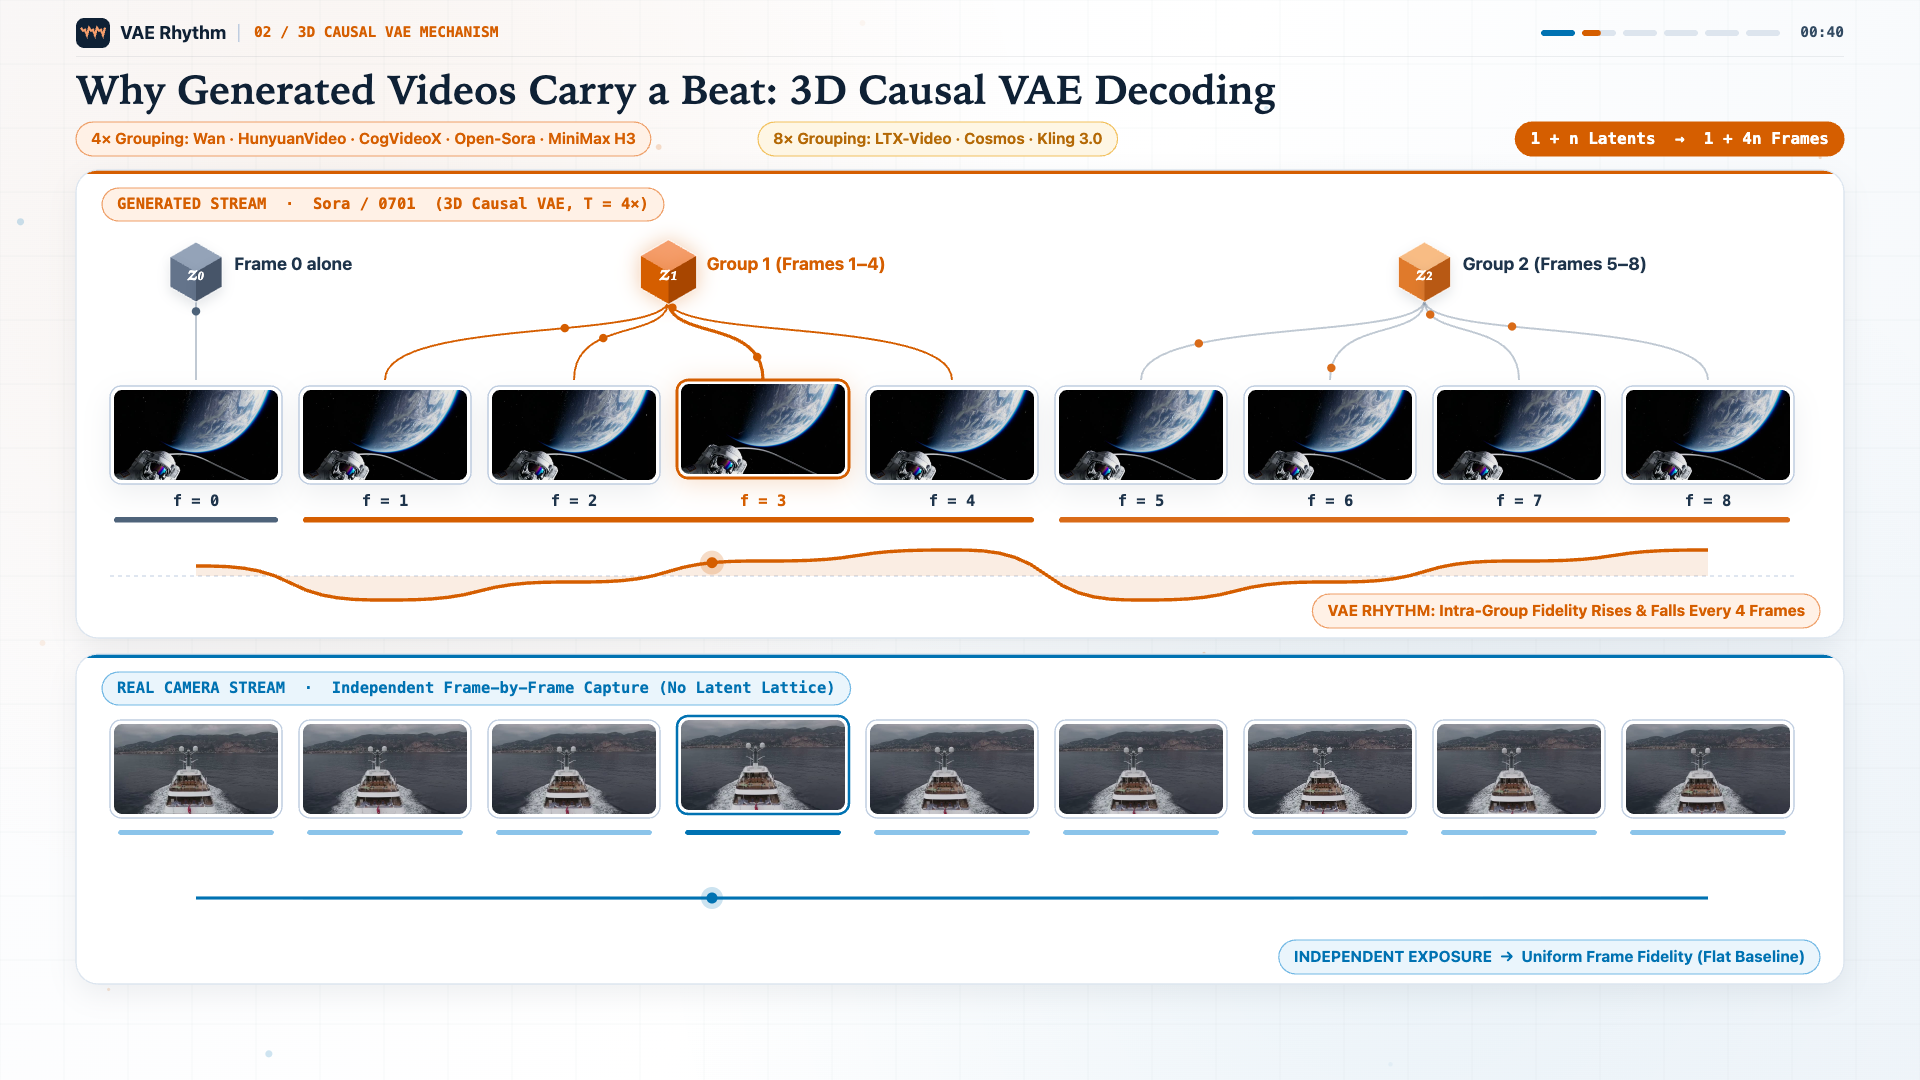 VAE Rhythm
02 / 3D CAUSAL VAE MECHANISM
00:40
Why Generated Videos Carry a Beat: 3D Causal VAE Decoding
4× Grouping: Wan · HunyuanVideo · CogVideoX · Open-Sora · MiniMax H3
8× Grouping: LTX-Video · Cosmos · Kling 3.0
1 + n Latents → 1 + 4n Frames
GENERATED STREAM · Sora / 0701 (3D Causal VAE, T = 4×)
z0
Frame 0 alone
z1
Group 1 (Frames 1–4)
z2
Group 2 (Frames 5–8)
f = 0
f = 1
f = 2
f = 3
f = 4
f = 5
f = 6
f = 7
f = 8
VAE RHYTHM: Intra-Group Fidelity Rises & Falls Every 4 Frames
REAL CAMERA STREAM · Independent Frame–by–Frame Capture (No Latent Lattice)
INDEPENDENT EXPOSURE → Uniform Frame Fidelity (Flat Baseline)